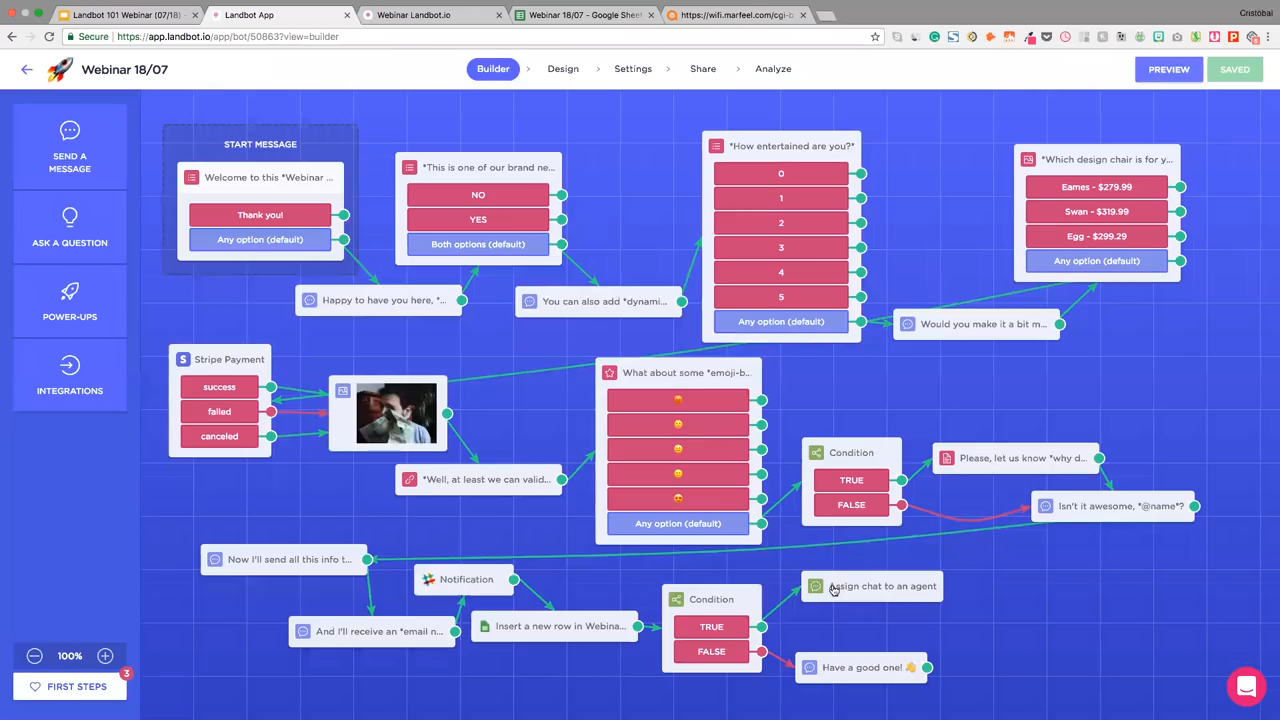 Landbot 101 Webinar (07/18)
Landbot App
Webinar Landbot.io
Webinar 18/07 - Google Sheet
https://wifi.marfeel.com/cgi-b
Cristóbal
Secure
https://app.landbot.io/bot/50863?view=builder
Webinar 18/07
Builder
Design
Settings
Share
Analyze
PREVIEW
SAVED
SEND A
MESSAGE
ASK A QUESTION
POWER-UPS
INTEGRATIONS
100%
FIRST STEPS
3
START MESSAGE
Welcome to this *Webinar ...
Thank you!
Any option (default)
Happy to have you here, *...
*This is one of our brand ne...
NO
YES
Both options (default)
You can also add *dynami...
*How entertained are you?*
0
1
2
3
4
5
Any option (default)
Would you make it a bit m...
*Which design chair is for y...
Eames - $279.99
Swan - $319.99
Egg - $299.29
Any option (default)
Stripe Payment
success
failed
canceled
*Well, at least we can valid...
What about some *emoji-b...
Any option (default)
Condition
TRUE
FALSE
Please, let us know *why d...
Isn't it awesome, *@name*?
Now I'll send all this info t...
And I'll receive an *email n...
Notification
Insert a new row in Webina...
Condition
TRUE
FALSE
Assign chat to an agent
Have a good one! 👋